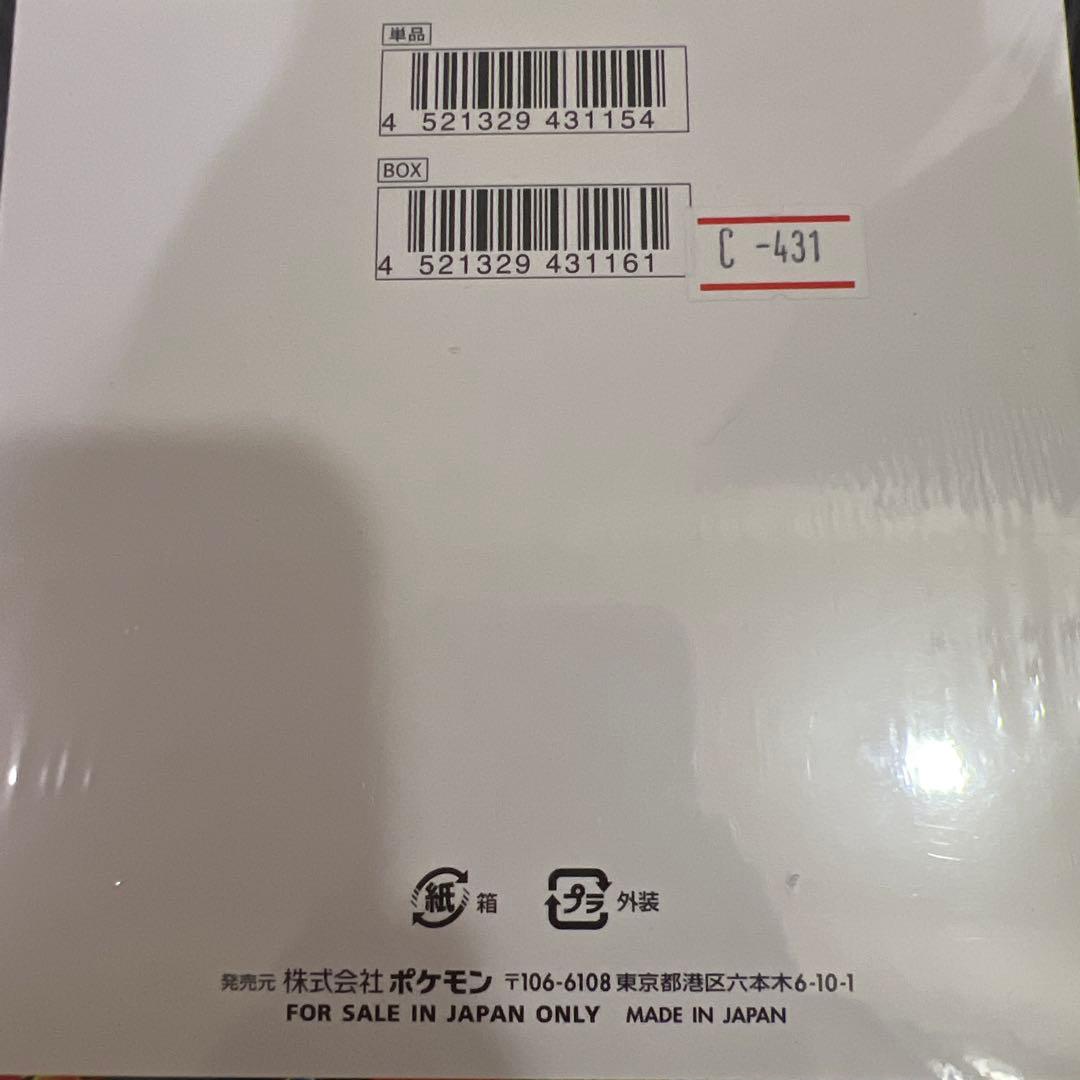 単品
4 521329 431154
BOX
4 521329 431161
C -431
紙 箱 プラ 外装
発売元 株式会社 ポケモン 〒106-6108 東京都港区六本木6-10-1
FOR SALE IN JAPAN ONLY MADE IN JAPAN